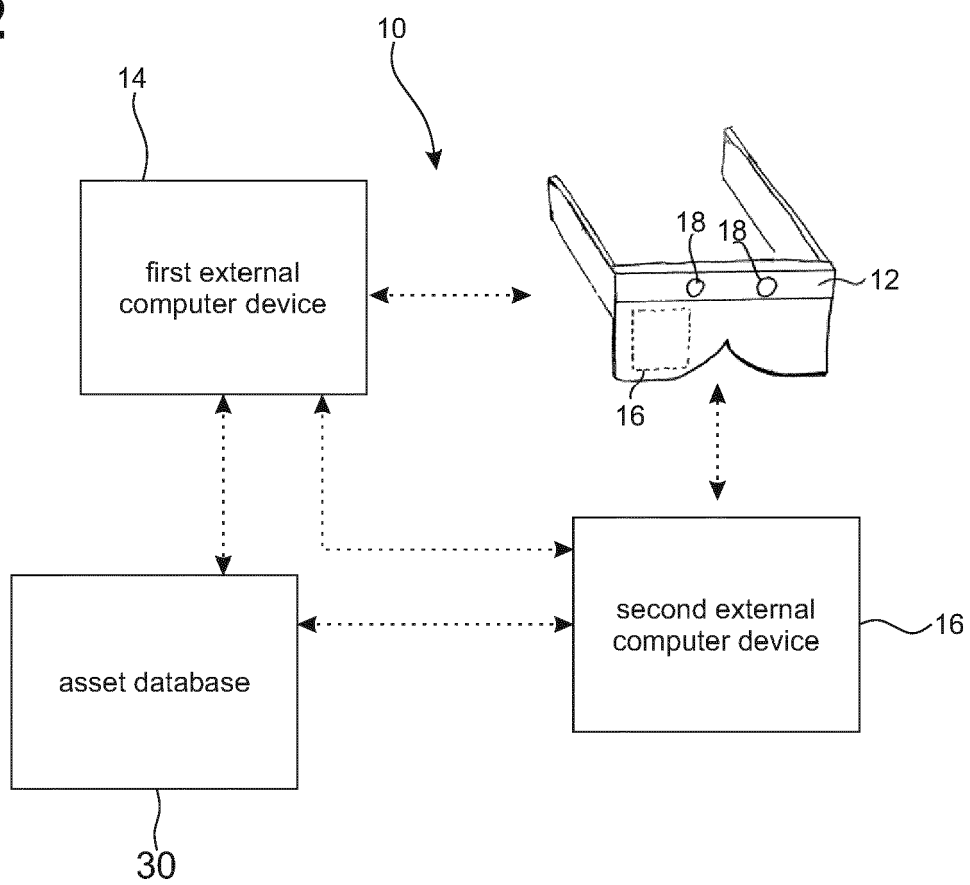 2
10
14
first external
computer device
18
18
12
16
second external
computer device
16
asset database
30